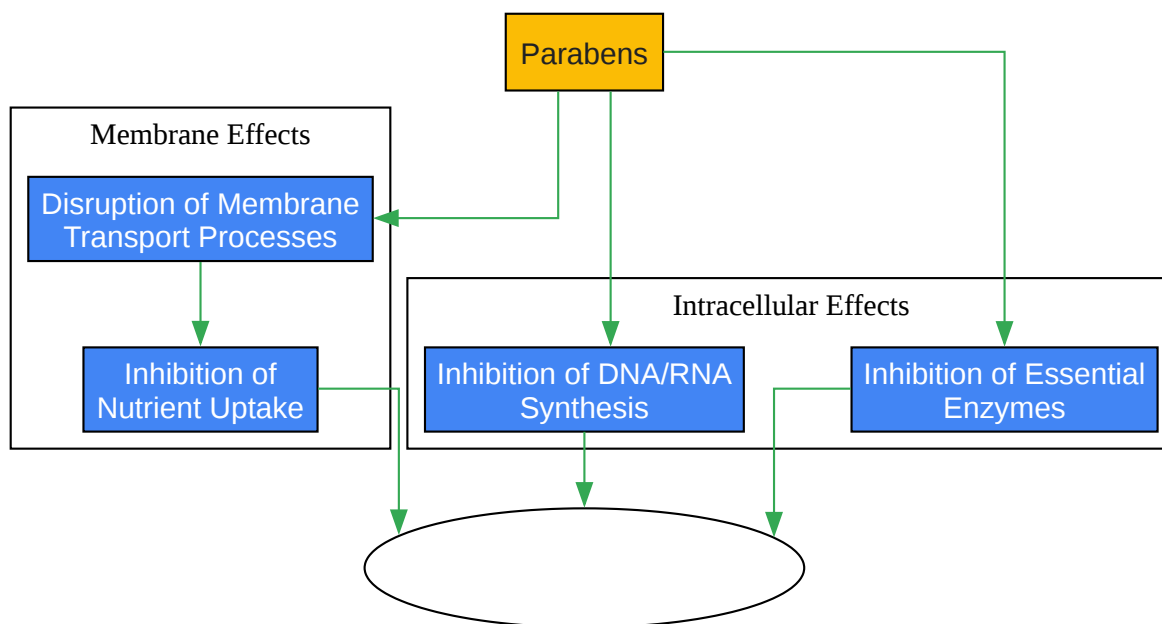 Parabens
Membrane Effects
Disruption of Membrane
Transport Processes
Inhibition of
Nutrient Uptake
Intracellular Effects
Inhibition of DNA/RNA
Synthesis
Inhibition of Essential
Enzymes